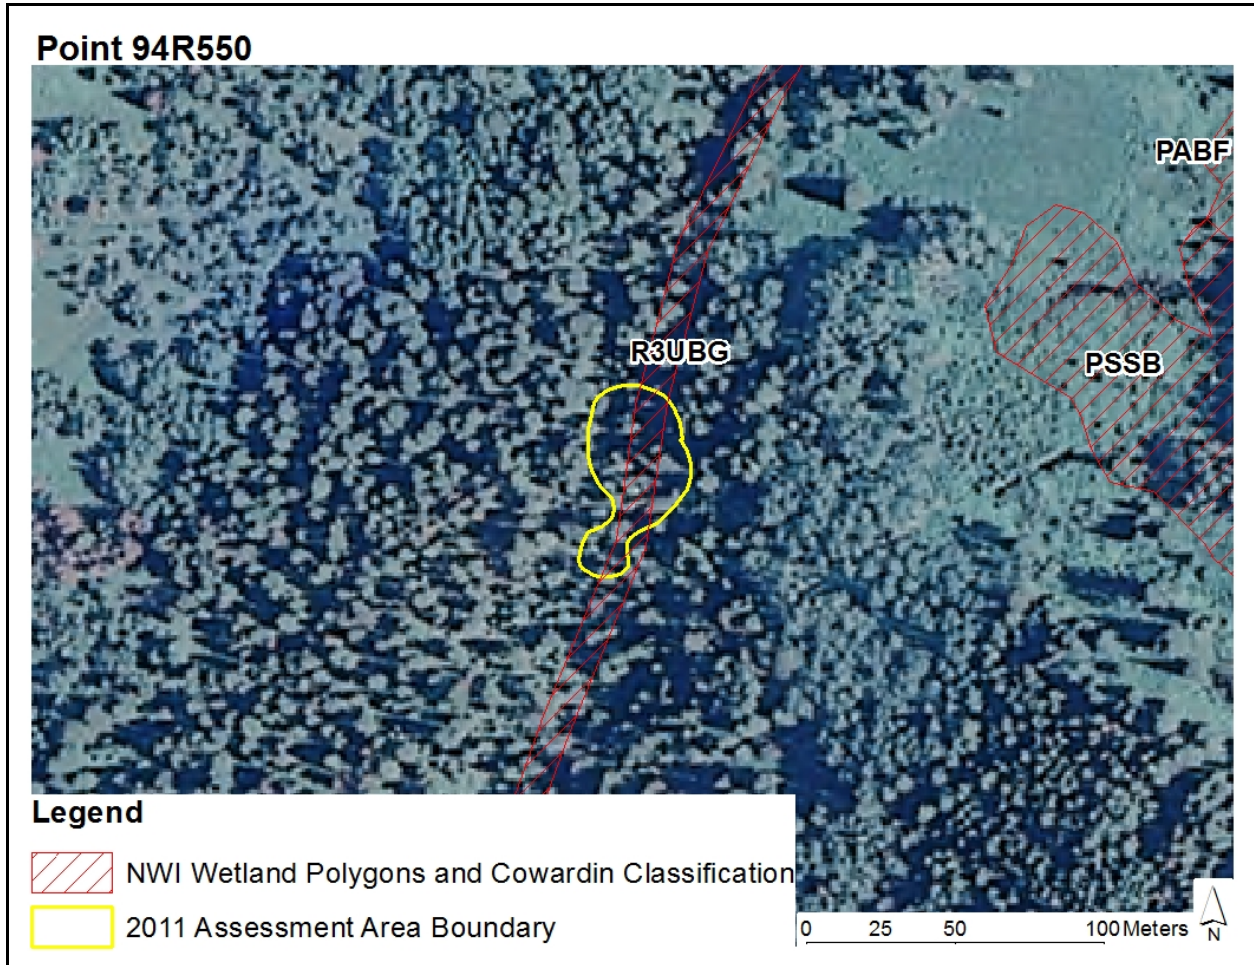 Point 94R550
PABF
R3UBG
PSSB
Legend
NWI Wetland Polygons and Cowardin Classification
2011 Assessment Area Boundary
0 25 50 100 Meters
N